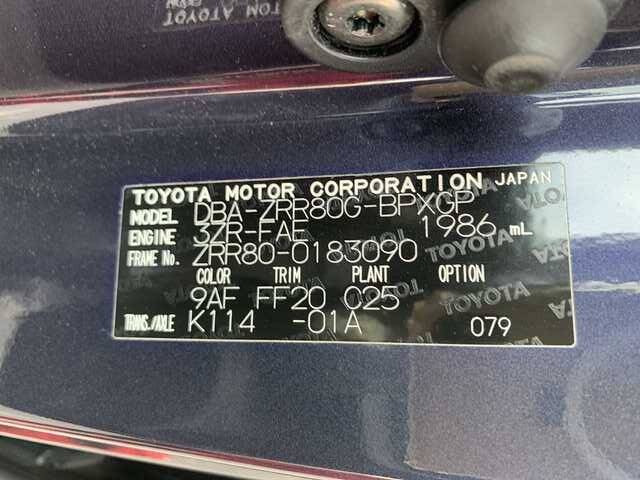 TOYOTA MOTOR CORPORATION JAPAN
MODEL DBA-ZRR80G-BPXGP
ENGINE 3ZR-FAE 1986 mL
FRAME No. ZRR80-0183090
COLOR TRIM PLANT OPTION
9AF FF20 C25
TRANS./AXLE K114 -01A 079